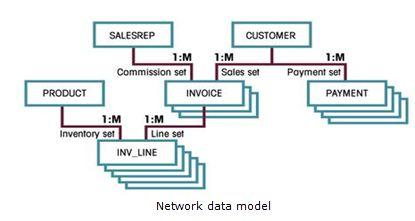 SALESREP CUSTOMER
1:M 1:M 1:M
Commission set Sales set Payment set
PRODUCT INVOICE PAYMENT
1:M 1:M
Inventory set Line set
INV_LINE
Network data model